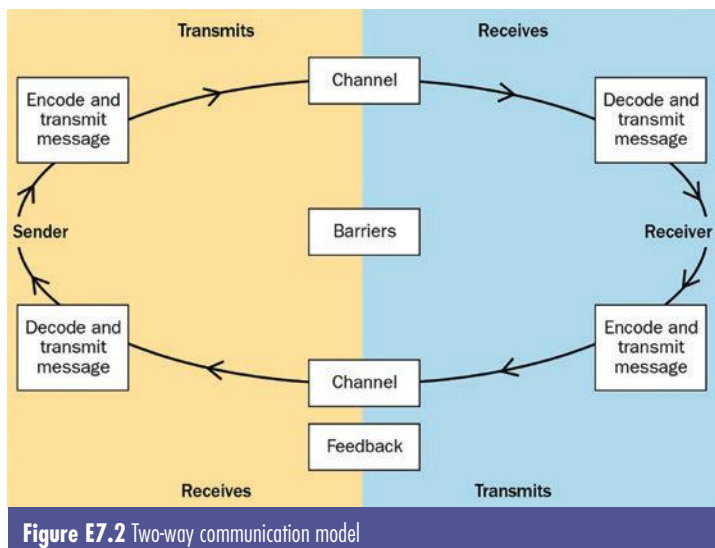 Transmits
Receives
Channel
Encode and
transmit
message
Decode and
transmit
message
Sender
Barriers
Receiver
Decode and
transmit
message
Encode and
transmit
message
Channel
Feedback
Receives
Transmits
Figure E7.2 Two-way communication model